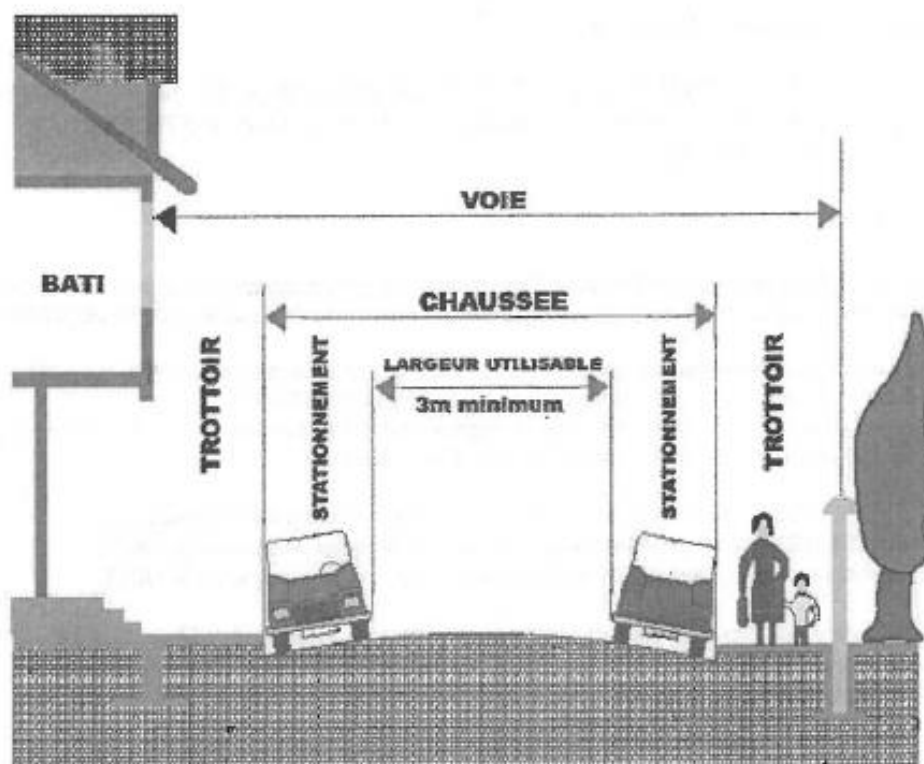 VOIE
BATI
CHAUSSEE
TROTTOIR
STATIONNEMENT
LARGEUR UTILISABLE
3m minimum
STATIONNEMENT
TROTTOIR